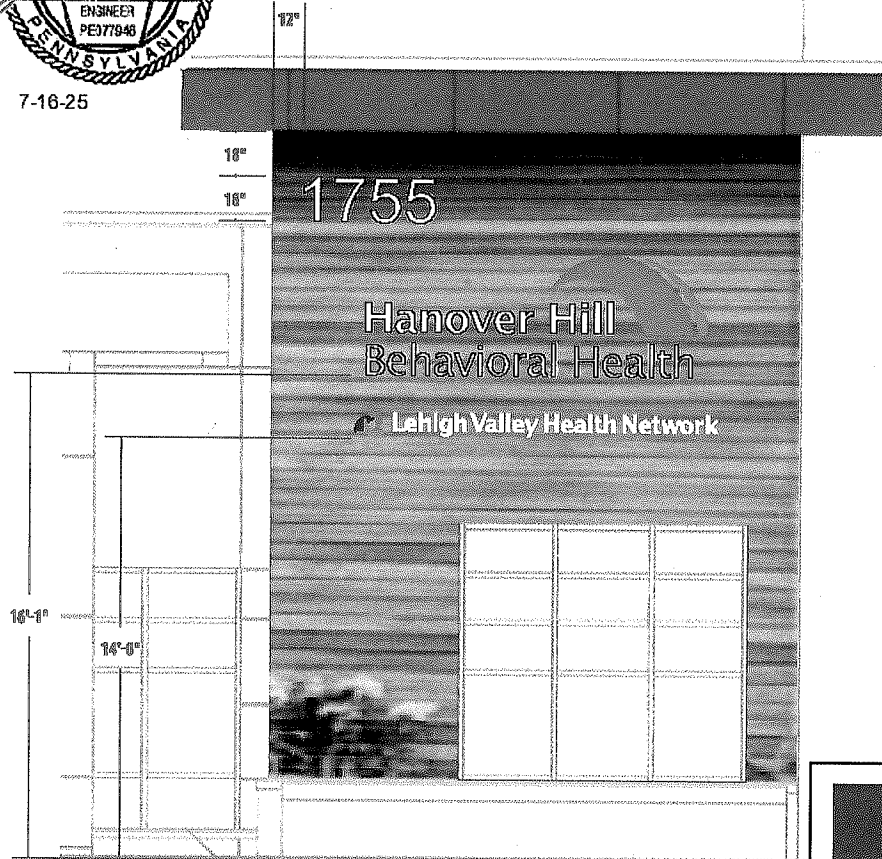 ENGINEER
PE077946
PENNSYLVANIA
7-16-25
12"
18"
18"
1755
Hanover Hill
Behavioral Health
Lehigh Valley Health Network
16'-1"
14'-0"